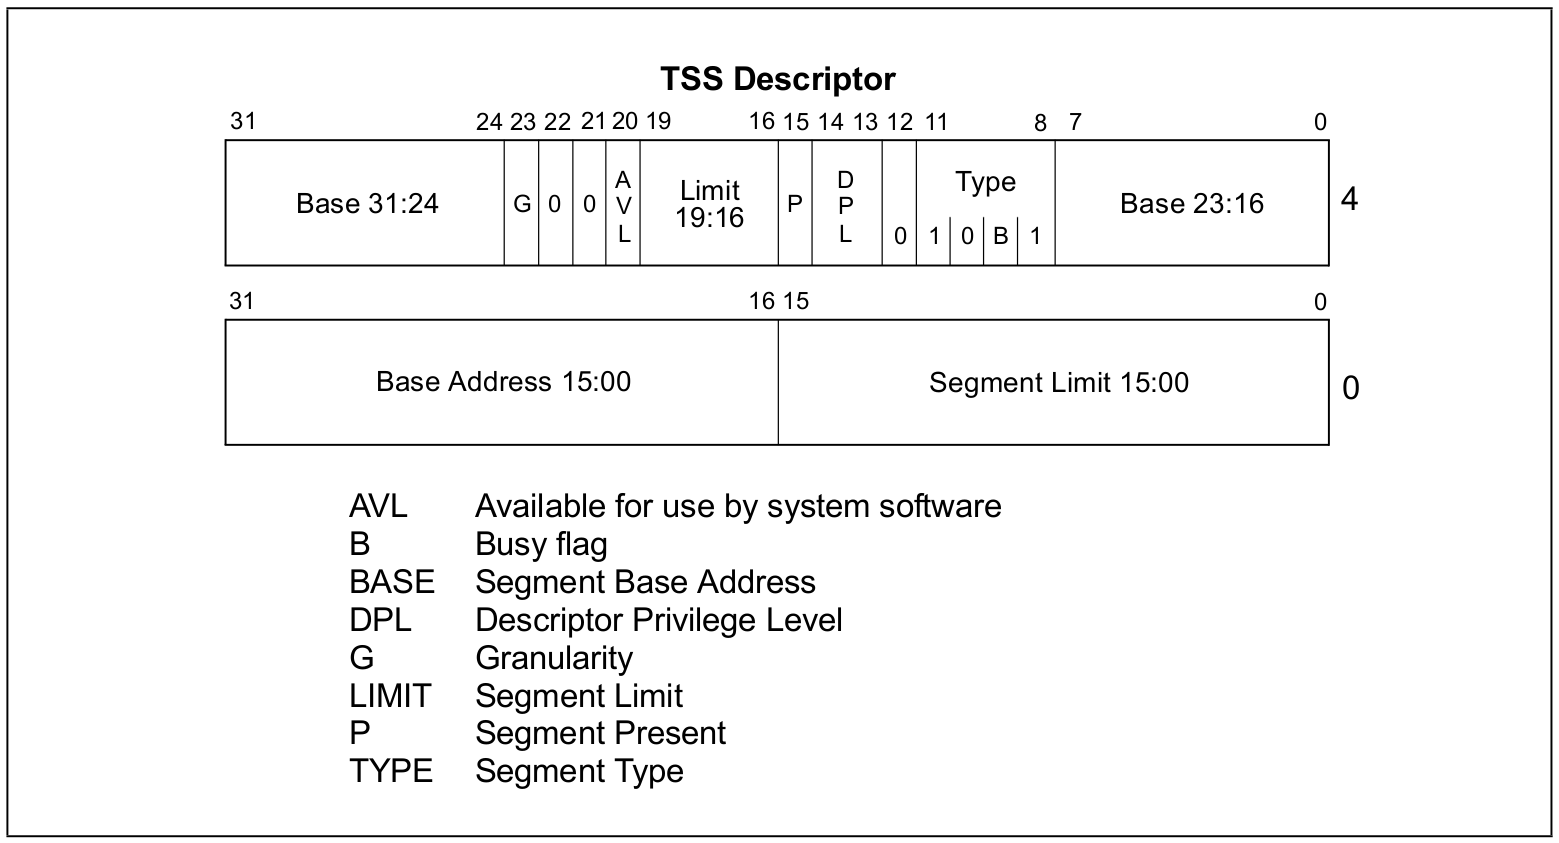 TSS Descriptor
31 24 23 22 21 20 19 16 15 14 13 12 11 8 7 0
Base 31:24 G 0 0 AVL Limit 19:16 P DPL 0 Type 1 0 B 1 Base 23:16 4
31 16 15 0
Base Address 15:00 Segment Limit 15:00 0
AVL Available for use by system software
B Busy flag
BASE Segment Base Address
DPL Descriptor Privilege Level
G Granularity
LIMIT Segment Limit
P Segment Present
TYPE Segment Type